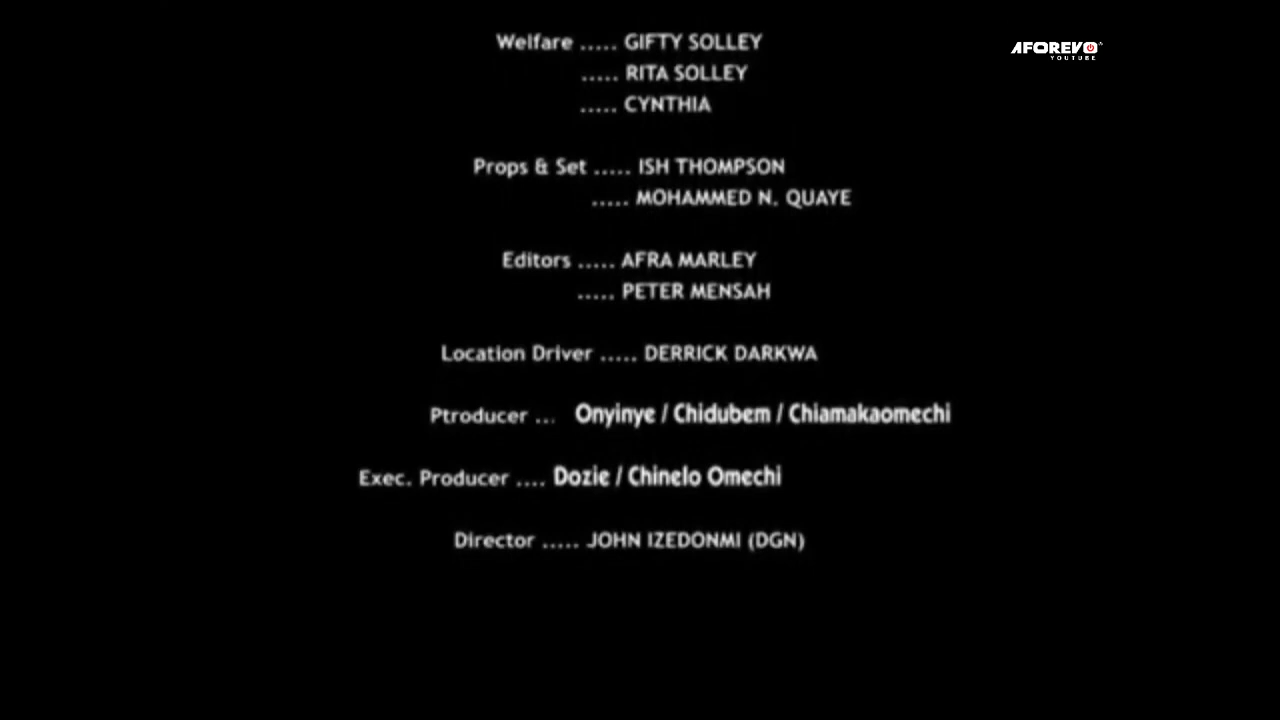 Welfare ..... GIFTY SOLLEY
..... RITA SOLLEY
..... CYNTHIA
Props & Set ..... ISH THOMPSON
..... MOHAMMED N. QUAYE
Editors ..... AFRA MARLEY
..... PETER MENSAH
Location Driver ..... DERRICK DARKWA
Ptroducer ... Onyinye / Chidubem / Chiamakaomechi
Exec. Producer .... Dozie / Chinelo Omechi
Director ..... JOHN IZEDONMI (DGN)
AFOREVO
YOUTUBE